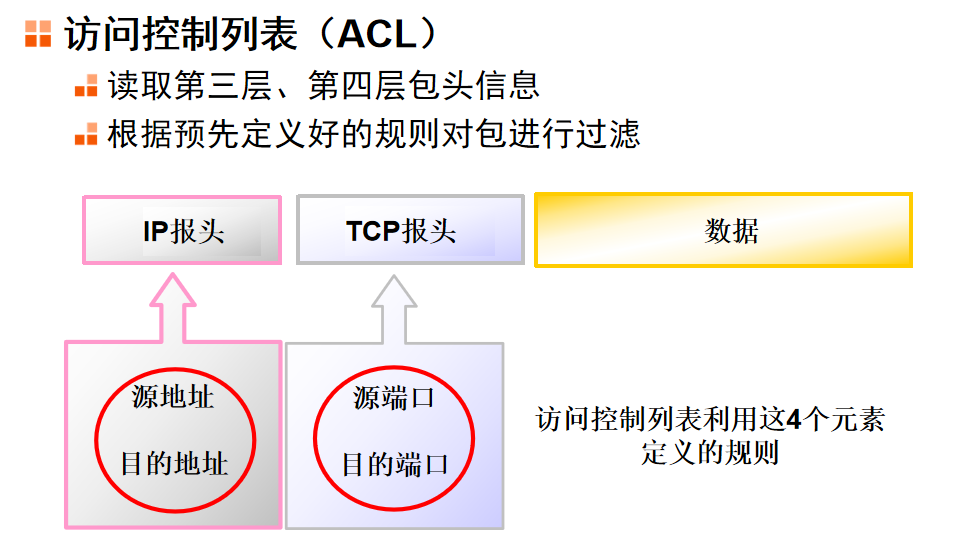 访问控制列表（ACL）
读取第三层、第四层包头信息
根据预先定义好的规则对包进行过滤
IP报头
TCP报头
数据
源地址
目的地址
源端口
目的端口
访问控制列表利用这4个元素
定义的规则